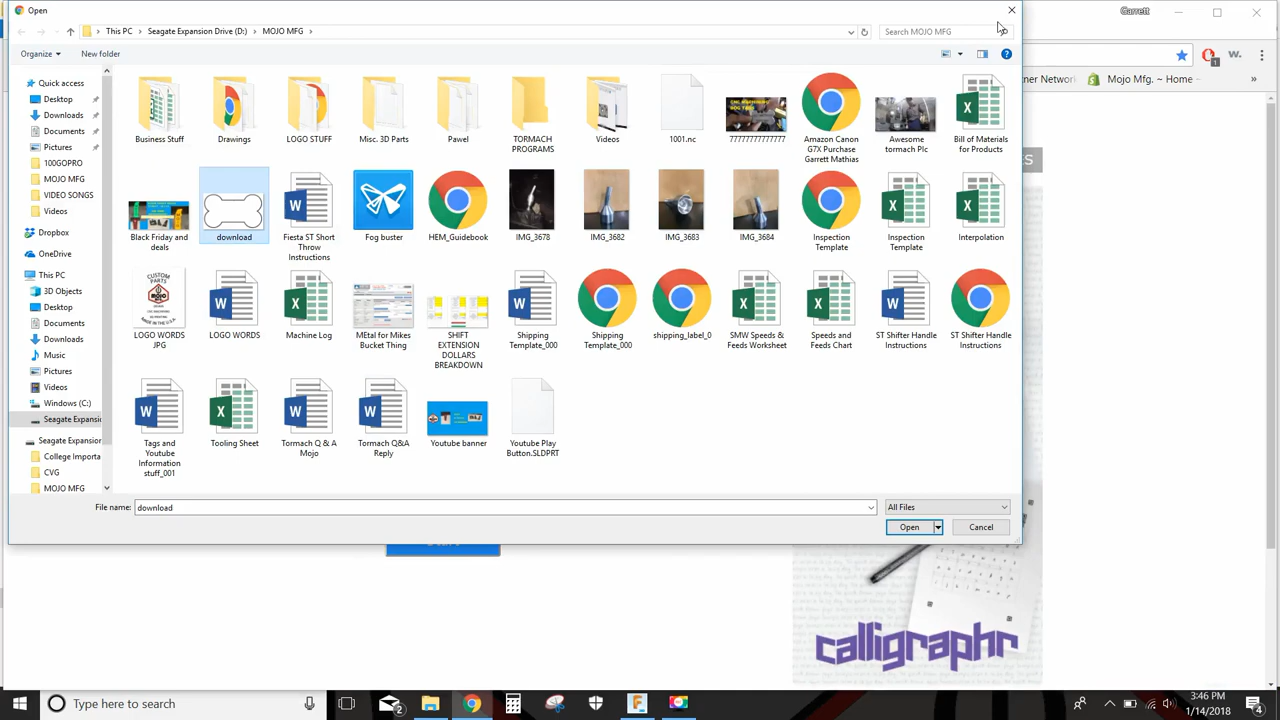 Open
Garrett
This PC > Seagate Expansion Drive (D:) > MOJO MFG >
Search MOJO MFG
Organize
New folder
ner Network
Mojo Mfg. ~ Home –
Quick access
Desktop
Downloads
Documents
Pictures
100GOPRO
MOJO MFG
VIDEO SONGS
Videos
Dropbox
OneDrive
This PC
3D Objects
Desktop
Documents
Downloads
Music
Pictures
Videos
Windows (C:)
Seagate Expansi
Seagate Expansion
College Importa
CVG
MOJO MFG
Business Stuff
Drawings
LOGO STUFF
Misc. 3D Parts
Pawel
TORMACH
PROGRAMS
Videos
1001.nc
77777777777777
Amazon Canon
G7X Purchase
Garrett Mathias
Awesome
tormach PIc
Bill of Materials
for Products
Black Friday and
deals
download
Fiesta ST Short
Throw
Instructions
Fog buster
HEM_Guidebook
IMG_3678
IMG_3682
IMG_3683
IMG_3684
Inspection
Template
Inspection
Template
Interpolation
CUSTOM
PARTS
LOGO WORDS
JPG
LOGO WORDS
Machine Log
MEtal for Mikes
Bucket Thing
SHIFT
EXTENSION
DOLLARS
BREAKDOWN
Shipping
Template_000
Shipping
Template_000
shipping_label_0
SMW Speeds &
Feeds Worksheet
Speeds and
Feeds Chart
ST Shifter Handle
Instructions
ST Shifter Handle
Instructions
Tags and
Youtube
Information
stuff_001
Tooling Sheet
Tormach Q & A
Mojo
Tormach Q&A
Reply
Youtube banner
Youtube Play
Button.SLDPRT
File name:
download
All Files
Open
Cancel
calligraphr
Type here to search
3:46 PM
1/14/2018